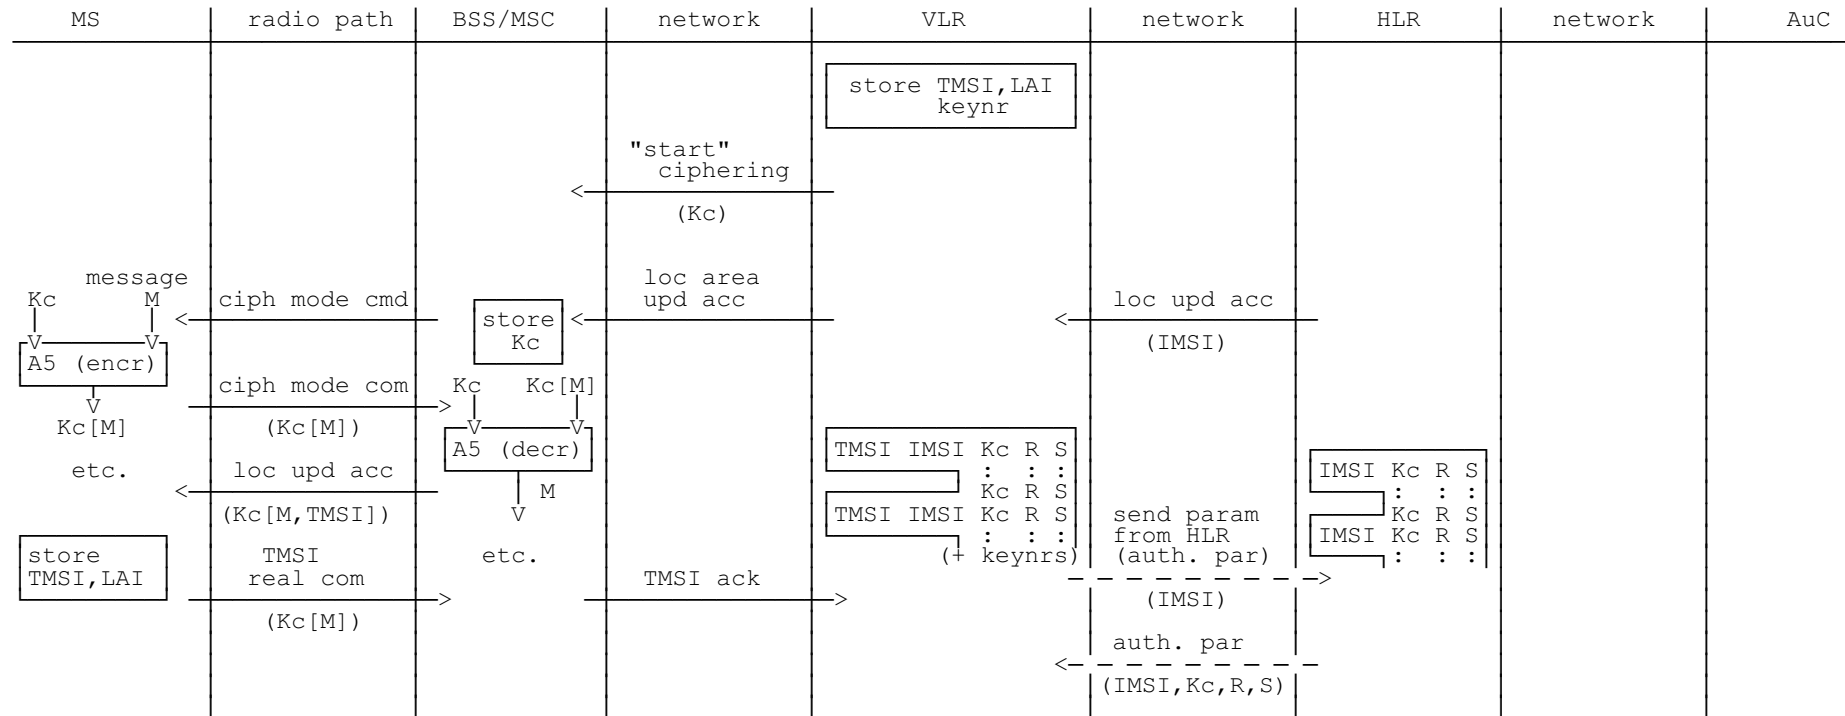 MS radio path BSS/MSC network VLR network HLR network AuC
store TMSI,LAI
keynr
"start"
ciphering
<
(Kc)
message
Kc M
ciph mode cmd
<
V V
A5 (encr)
V
Kc[M]
etc.
store
Kc
loc area
upd acc
<
loc upd acc
<
(IMSI)
ciph mode com
>
(Kc[M])
Kc Kc[M]
V V
A5 (decr)
M
V
etc.
loc upd acc
<
(Kc[M,TMSI])
store
TMSI,LAI
TMSI
real com
>
(Kc[M])
TMSI ack
>
TMSI IMSI Kc R S
: : :
Kc R S
TMSI IMSI Kc R S
: : :
(+ keynrs)
send param
from HLR
(auth. par)
>
(IMSI)
IMSI Kc R S
: : :
Kc R S
IMSI Kc R S
: : :
auth. par
<
(IMSI,Kc,R,S)